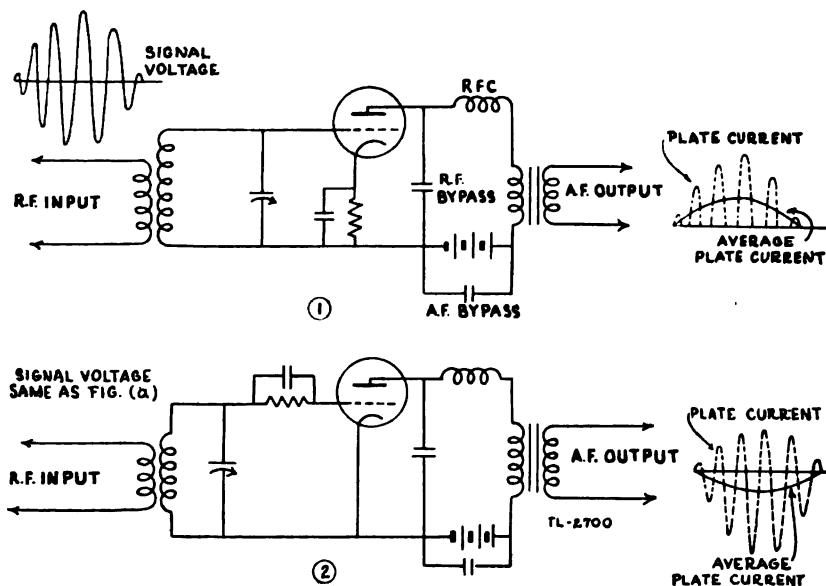 SIGNAL
VOLTAGE
RFC
R.F. INPUT
R.F.
BYPASS
A.F. OUTPUT
PLATE CURRENT
AVERAGE
PLATE CURRENT
①
A.F. BYPASS
SIGNAL VOLTAGE
SAME AS FIG. (a)
R.F. INPUT
A.F. OUTPUT
TL-2700
PLATE CURRENT
②
AVERAGE
PLATE CURRENT